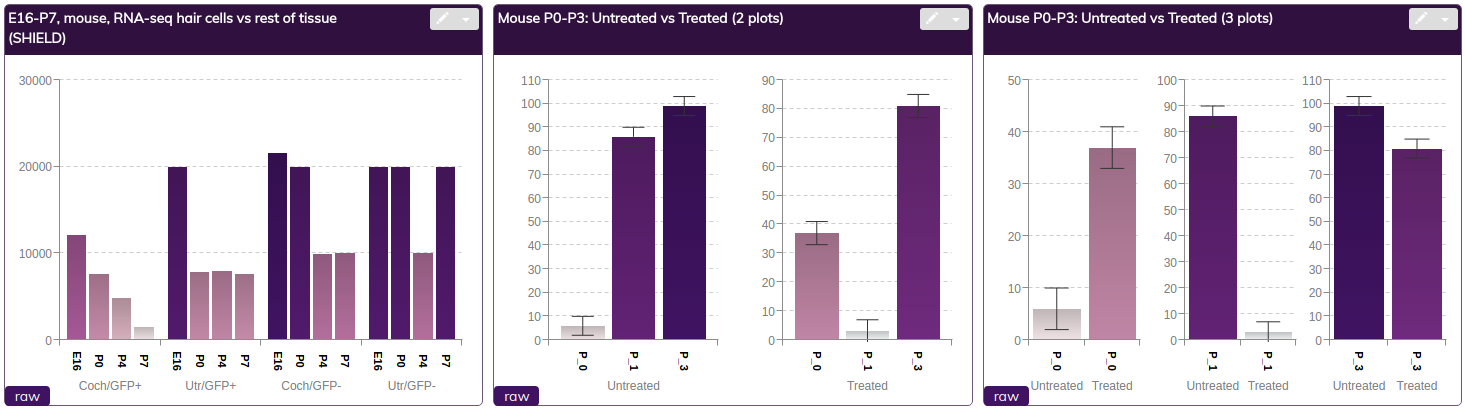 E16-P7, mouse, RNA-seq hair cells vs rest of tissue
(SHIELD)
30000
20000
10000
0
E16 P0 P4 P7 E16 P0 P4 P7 E16 P0 P4 P7 E16 P0 P4 P7
Coch/GFP+ Utr/GFP+ Coch/GFP- Utr/GFP-
raw
Mouse P0-P3: Untreated vs Treated (2 plots)
110
100
90
80
70
60
50
40
30
20
10
0
P_0 P_1 P_3
Untreated
90
80
70
60
50
40
30
20
10
0
P_0 P_1 P_3
Treated
raw
Mouse P0-P3: Untreated vs Treated (3 plots)
50
40
30
20
10
0
P_0 P_0
Untreated Treated
100
90
80
70
60
50
40
30
20
10
0
P_1 P_1
Untreated Treated
110
100
90
80
70
60
50
40
30
20
10
0
P_3 P_3
Untreated Treated
raw